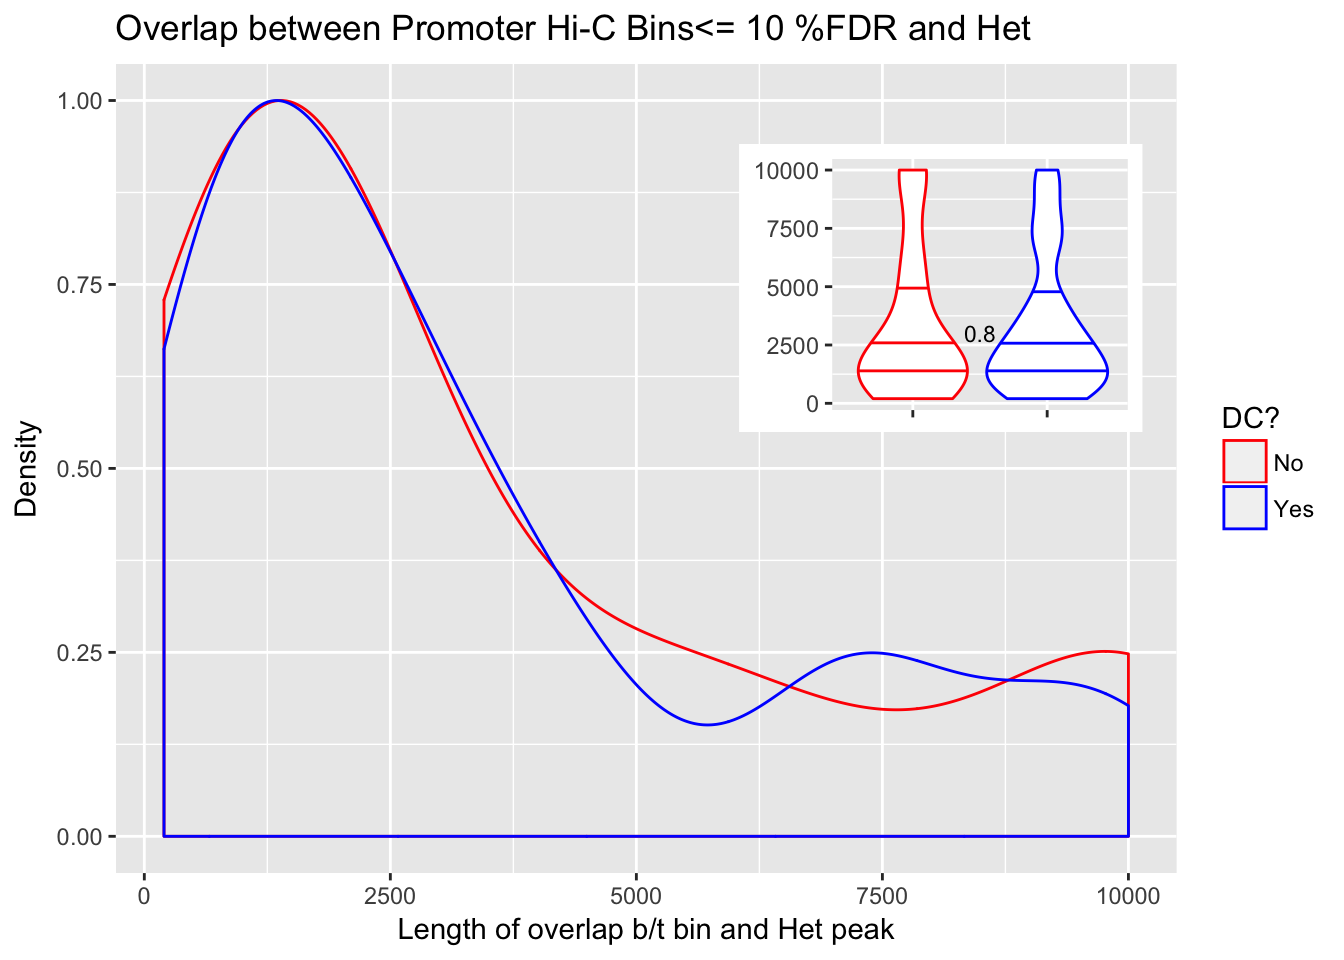 Overlap between Promoter Hi-C Bins<= 10 %FDR and Het
Density
1.00
0.75
0.50
0.25
0.00
0
2500
5000
7500
10000
Length of overlap b/t bin and Het peak
10000
7500
5000
2500
0
0.8
DC?
No
Yes